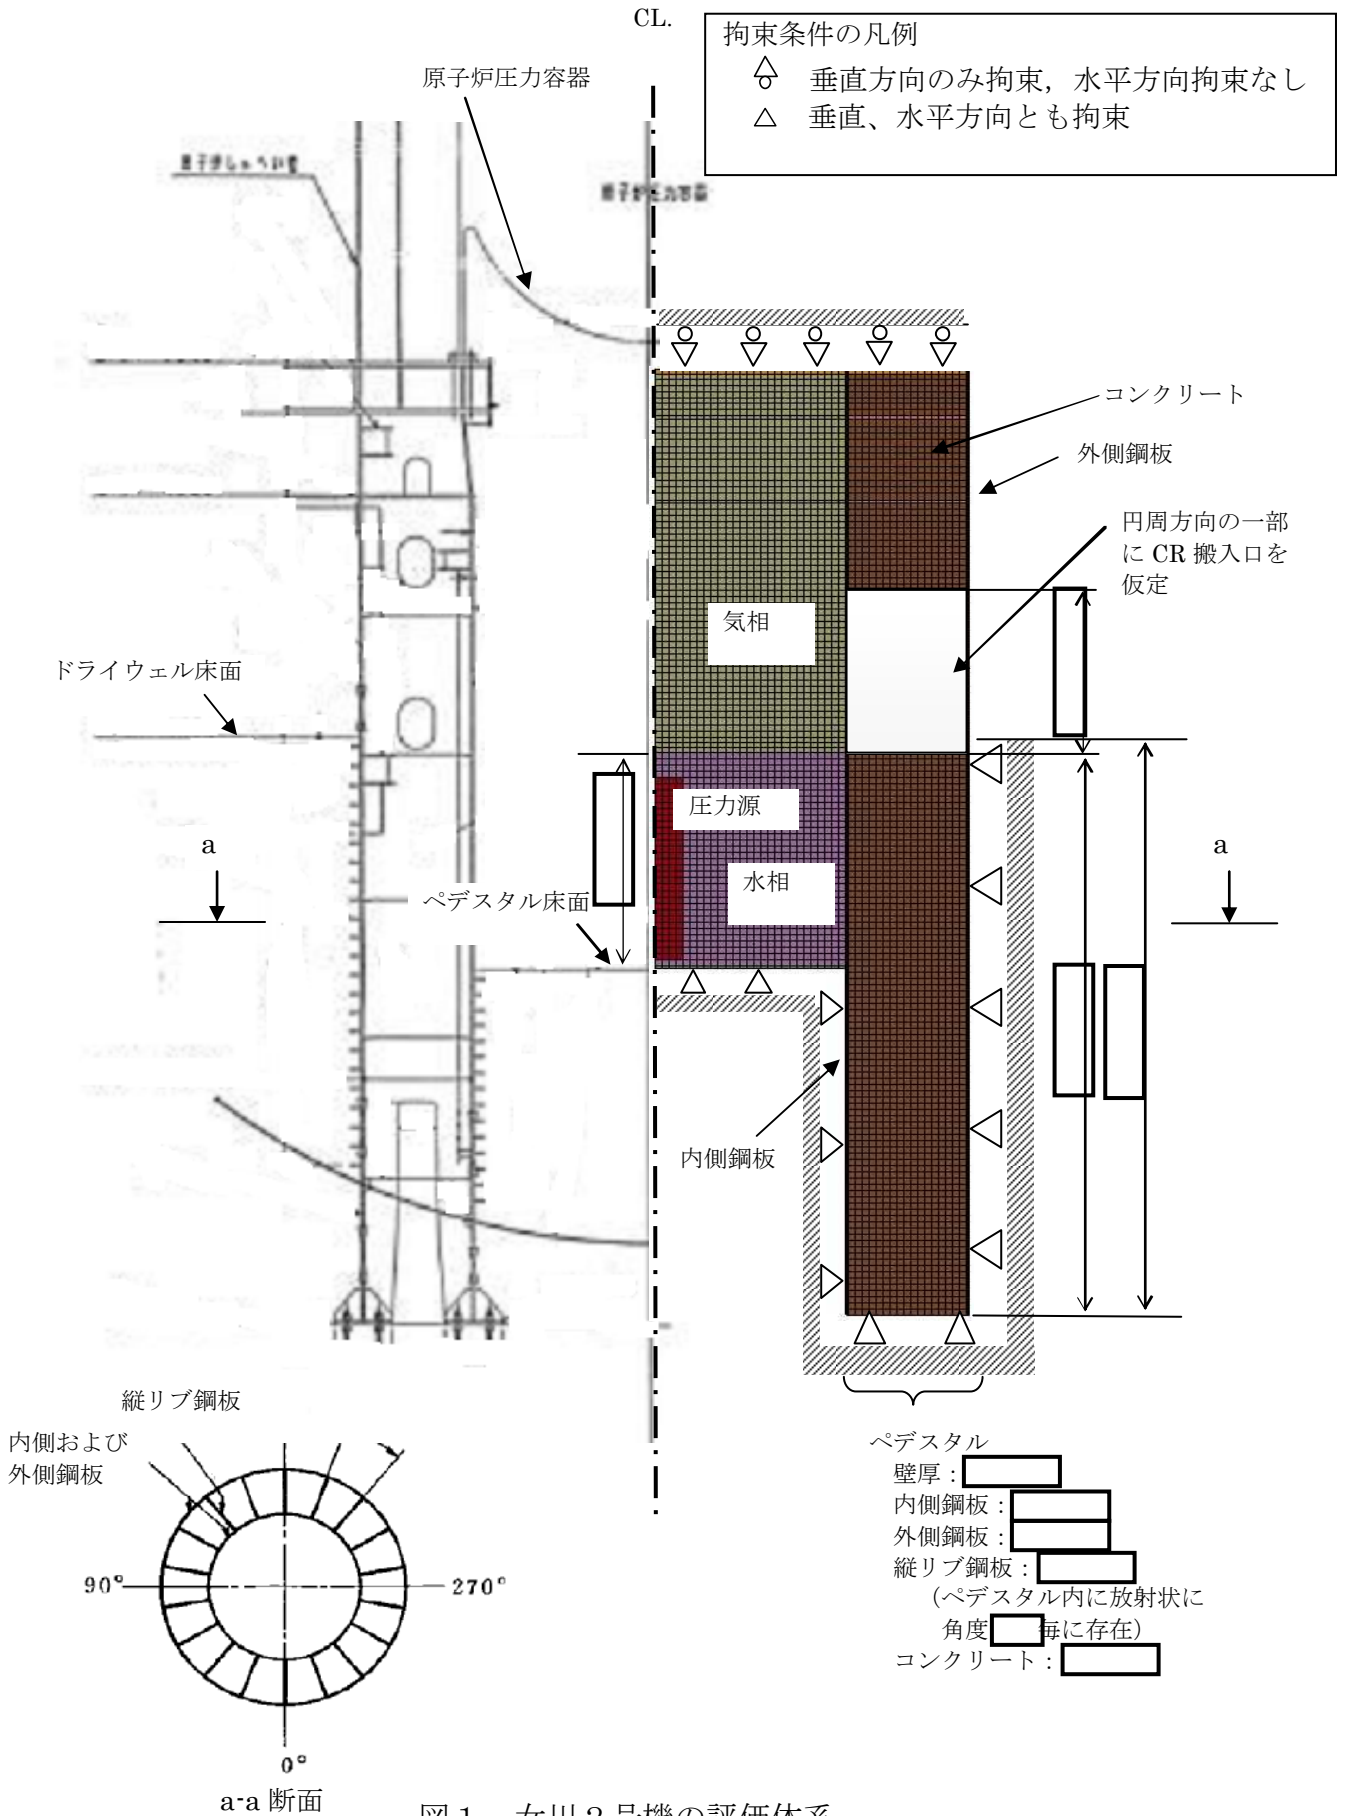 CL.
拘束条件の凡例
垂直方向のみ拘束，水平方向拘束なし
垂直、水平方向とも拘束
原子炉圧力容器
原子炉圧力容器
コンクリート
外側鋼板
円周方向の一部
に CR 搬入口を
仮定
気相
ドライウェル床面
圧力源
水相
a
a
ペデスタル床面
内側鋼板
縦リブ鋼板
内側および
外側鋼板
90°
270°
0°
a-a 断面
ペデスタル
壁厚：
内側鋼板：
外側鋼板：
縦リブ鋼板：
（ペデスタル内に放射状に
角度 毎に存在）
コンクリート：
図１ 女川２号機の評価体系